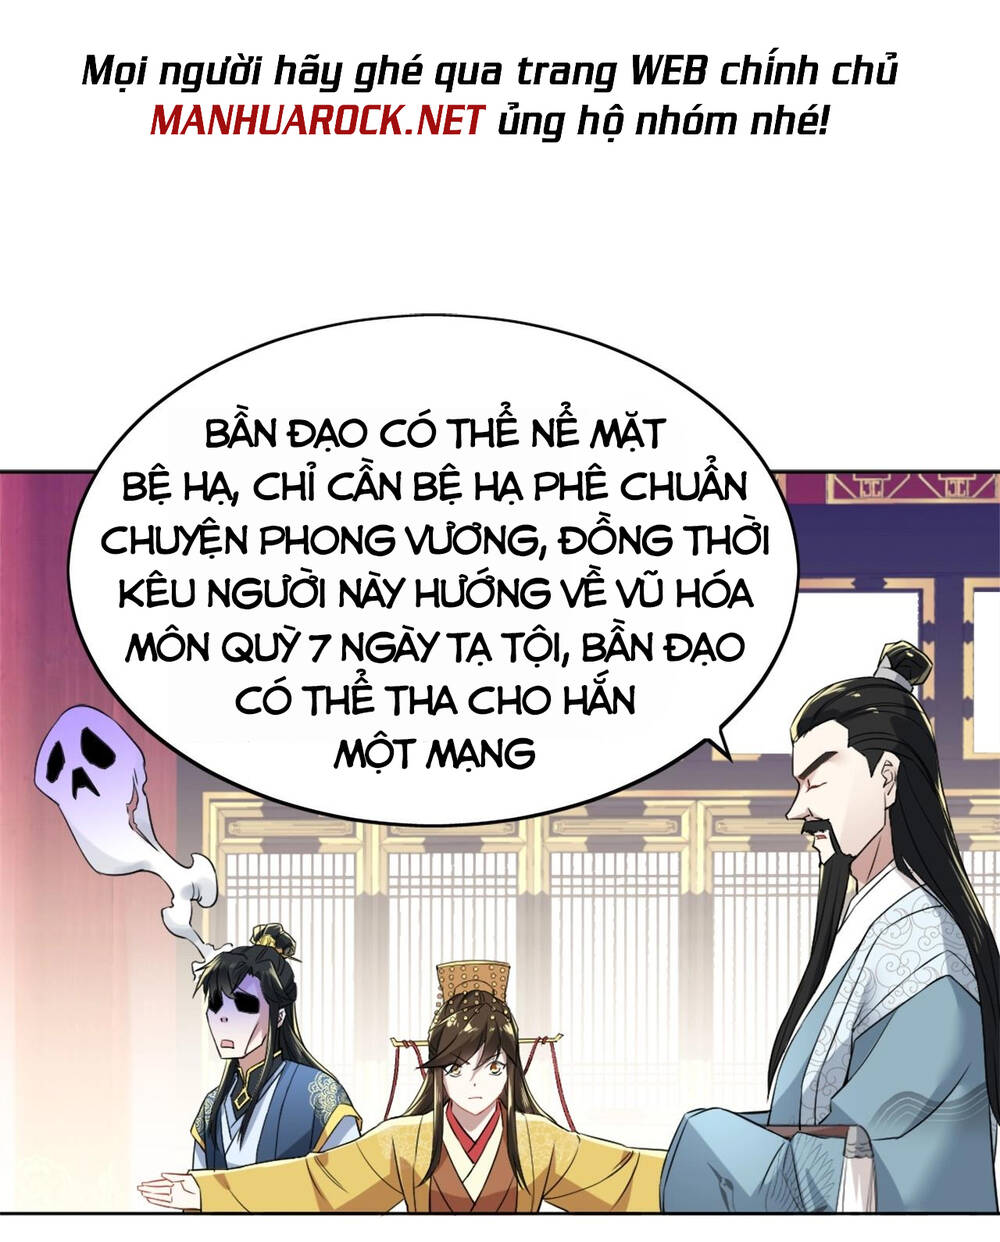 Mọi người hãy ghé qua trang WEB chính chủ
MANHUAROCK.NET ủng hộ nhóm nhé!
BẦN ĐẠO CÓ THỂ NỂ MẶT
BỆ HẠ, CHỈ CẦN BỆ HẠ PHÊ CHUẨN
CHUYỆN PHONG VƯƠNG, ĐỒNG THỜI
KÊU NGƯỜI NÀY HƯỚNG VỀ VŨ HÓA
MÔN QUỲ 7 NGÀY TẠ TỘI, BẦN ĐẠO
CÓ THỂ THA CHO HẮN
MỘT MẠNG